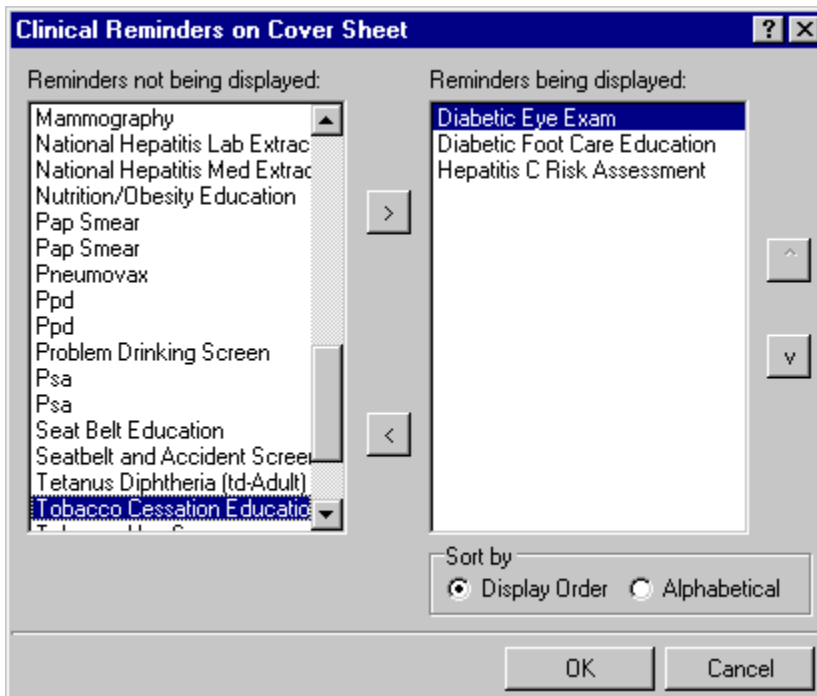 Clinical Reminders on Cover Sheet
? X
Reminders not being displayed:
Mammography
National Hepatitis Lab Extrac
National Hepatitis Med Extrac
Nutrition/Obesity Education
Pap Smear
Pap Smear
Pneumovax
Ppd
Ppd
Problem Drinking Screen
Psa
Psa
Seat Belt Education
Seatbelt and Accident Screen
Tetanus Diphtheria (td-Adult)
Tobacco Cessation Educatio
>
<
Reminders being displayed:
Diabetic Eye Exam
Diabetic Foot Care Education
Hepatitis C Risk Assessment
^
v
Sort by
Display Order
Alphabetical
OK
Cancel